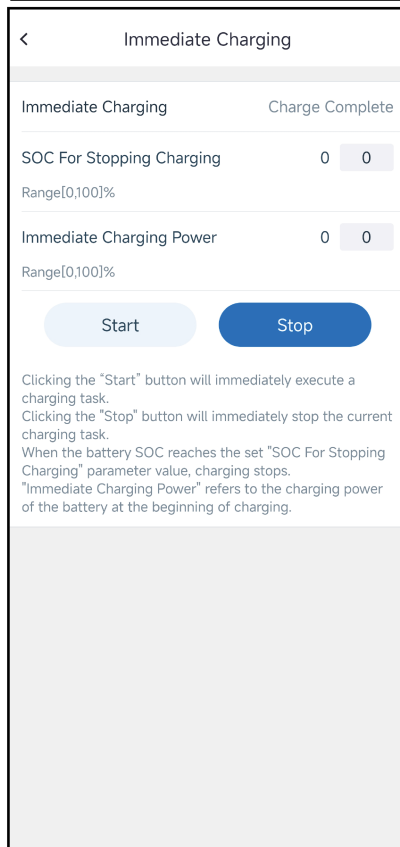 Immediate Charging
Immediate Charging Charge Complete
SOC For Stopping Charging 0 0
Range[0,100]%
Immediate Charging Power 0 0
Range[0,100]%
Start Stop
Clicking the “Start” button will immediately execute a
charging task.
Clicking the "Stop" button will immediately stop the current
charging task.
When the battery SOC reaches the set "SOC For Stopping
Charging" parameter value, charging stops.
"Immediate Charging Power" refers to the charging power
of the battery at the beginning of charging.